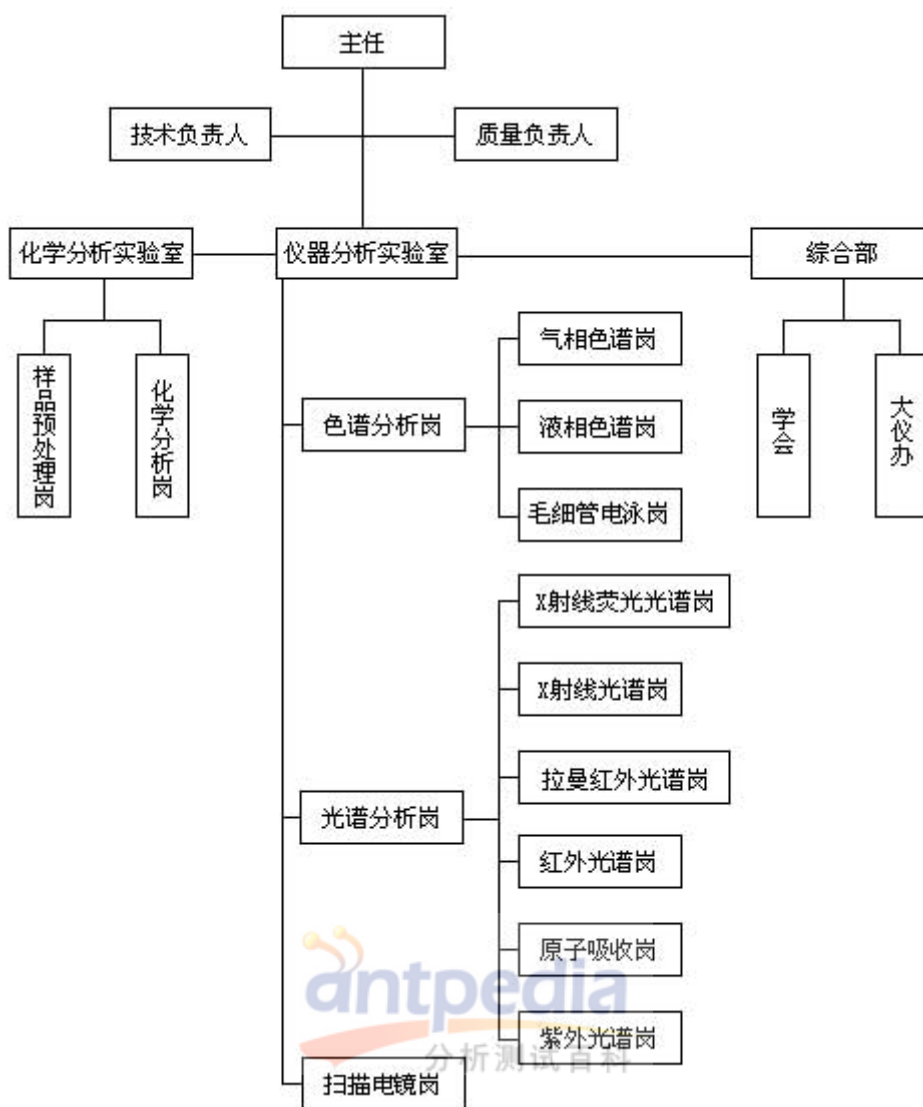 主任
技术负责人
质量负责人
化学分析实验室
仪器分析实验室
综合部
样品预处理岗
化学分析岗
学会
大仪办
色谱分析岗
气相色谱岗
液相色谱岗
毛细管电泳岗
光谱分析岗
X射线荧光光谱岗
X射线光谱岗
拉曼红外光谱岗
红外光谱岗
原子吸收岗
紫外光谱岗
扫描电镜岗
antpedia
分析测试百科